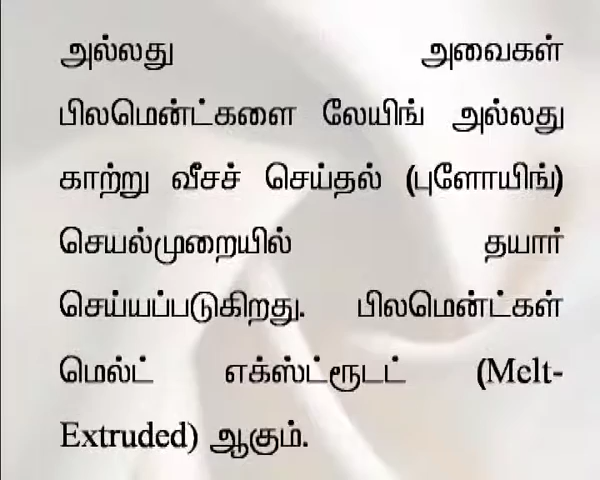 அல்லது அவைகள்
பிலமென்ட்களை லேயிங் அல்லது
காற்று வீசச் செய்தல் (புளோயிங்)
செயல்முறையில் தயார்
செய்யப்படுகிறது. பிலமென்ட்கள்
மெல்ட் எக்ஸ்ட்ரூடட் (Melt-
Extruded) ஆகும்.